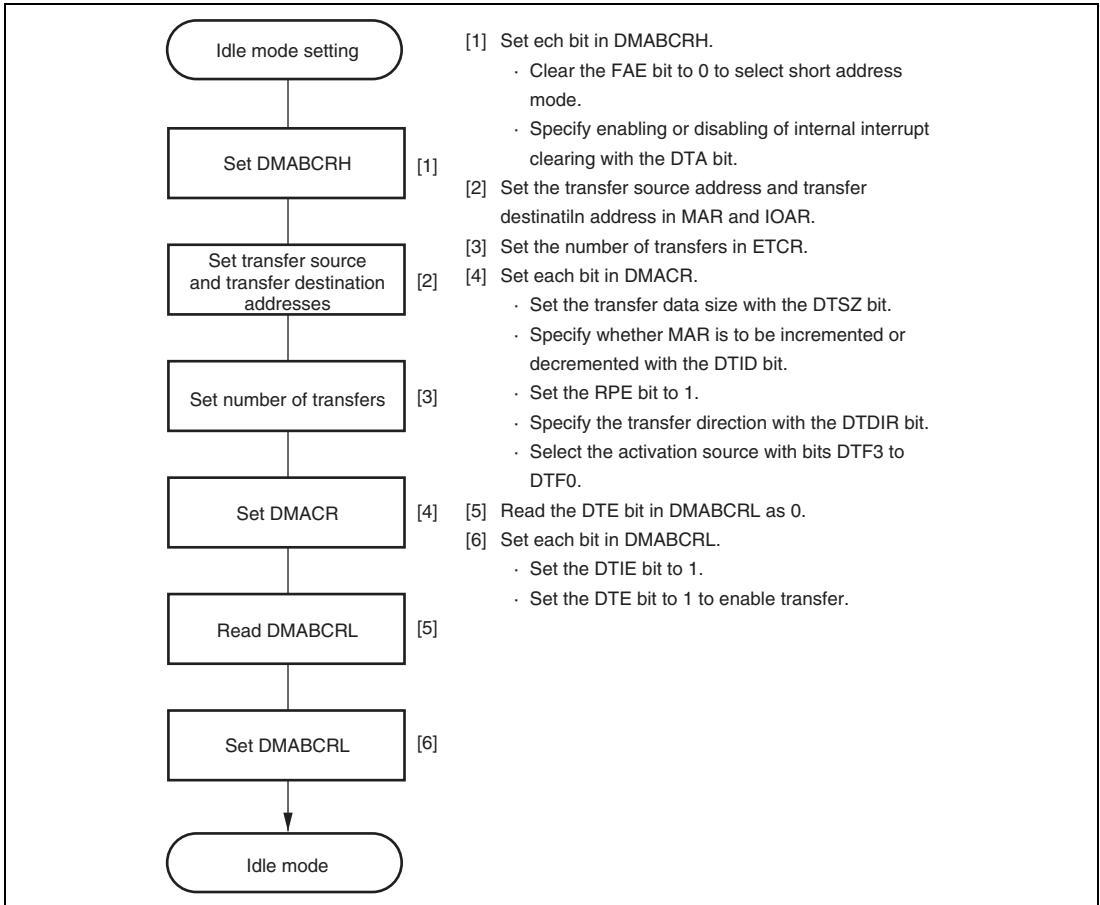 Idle mode setting
Set DMABCRH
[1]
Set transfer source
and transfer destination
addresses
[2]
Set number of transfers
[3]
Set DMACR
[4]
Read DMABCRL
[5]
Set DMABCRL
[6]
Idle mode
[1] Set ech bit in DMABCRH.
· Clear the FAE bit to 0 to select short address
mode.
· Specify enabling or disabling of internal interrupt
clearing with the DTA bit.
[2] Set the transfer source address and transfer
destinatiln address in MAR and IOAR.
[3] Set the number of transfers in ETCR.
[4] Set each bit in DMACR.
· Set the transfer data size with the DTSZ bit.
· Specify whether MAR is to be incremented or
decremented with the DTID bit.
· Set the RPE bit to 1.
· Specify the transfer direction with the DTDIR bit.
· Select the activation source with bits DTF3 to
DTF0.
[5] Read the DTE bit in DMABCRL as 0.
[6] Set each bit in DMABCRL.
· Set the DTIE bit to 1.
· Set the DTE bit to 1 to enable transfer.